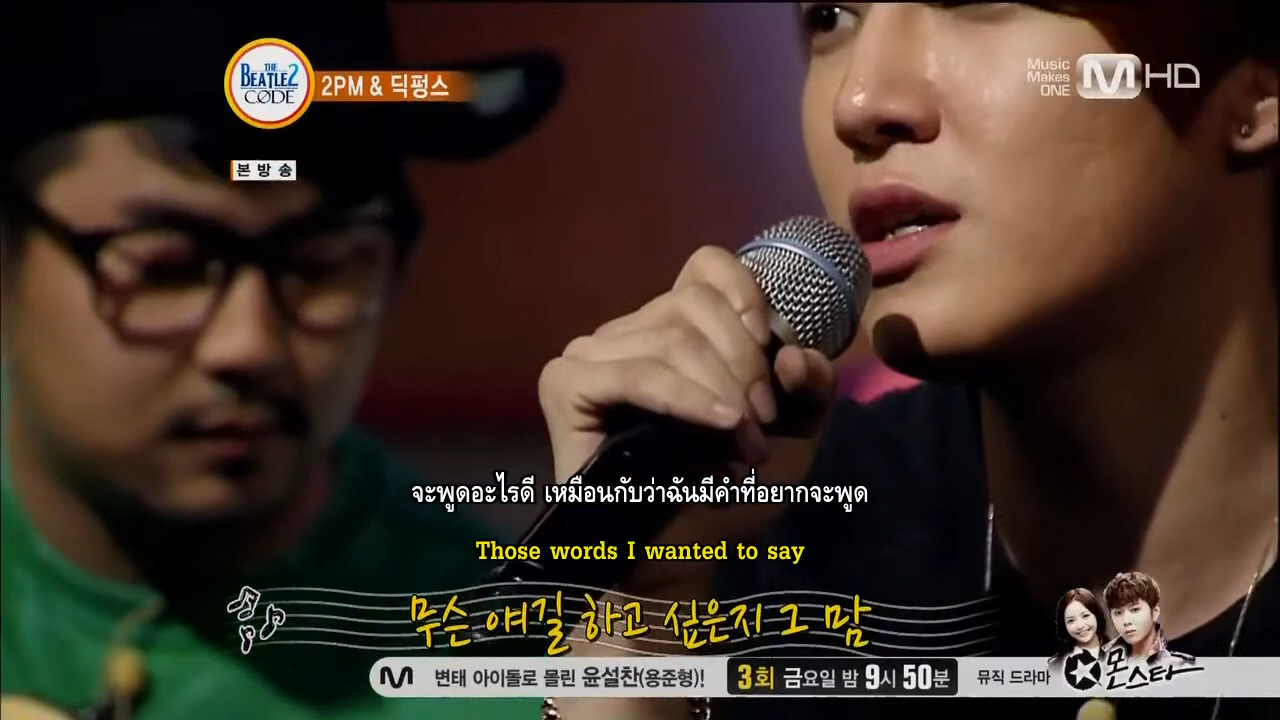 THE
BEATLE2
CODE
2PM & 딕펑스
본 방 송
Music
Makes
ONE
M HD
จะพูดอะไรดี เหมือนกับว่าฉันมีคำที่อยากจะพูด
Those words I wanted to say
무슨 얘길 하고 싶은지 그 맘
M 변태 아이돌로 몰린 윤설찬(용준형)! 3회 금요일 밤 9시 50분 뮤직 드라마 몬스타